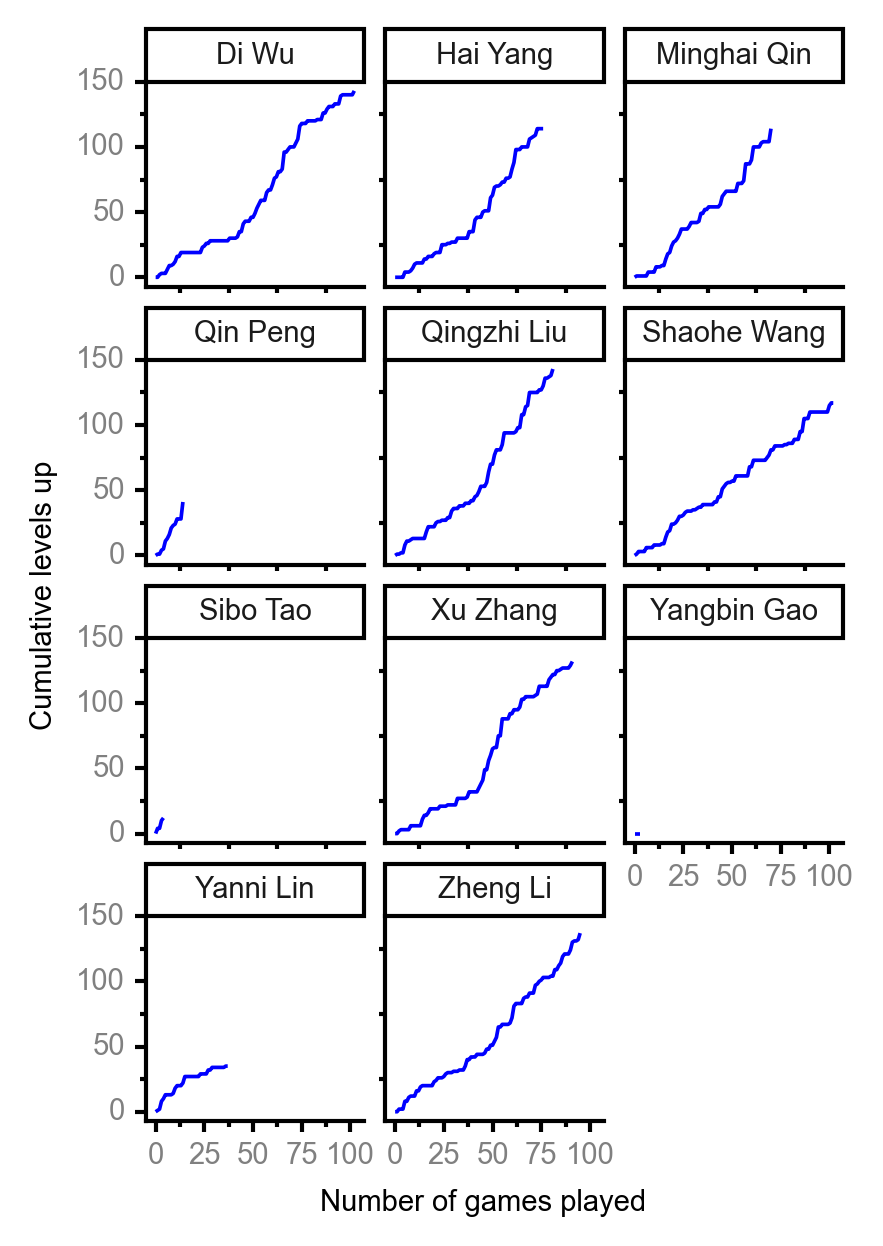 Di Wu
Hai Yang
Minghai Qin
150
100
50
0
Qin Peng
Qingzhi Liu
Shaohe Wang
150
100
50
0
Sibo Tao
Xu Zhang
Yangbin Gao
150
100
50
0
0 25 50 75 100
Yanni Lin
Zheng Li
150
100
50
0
0 25 50 75 100
0 25 50 75 100
Cumulative levels up
Number of games played